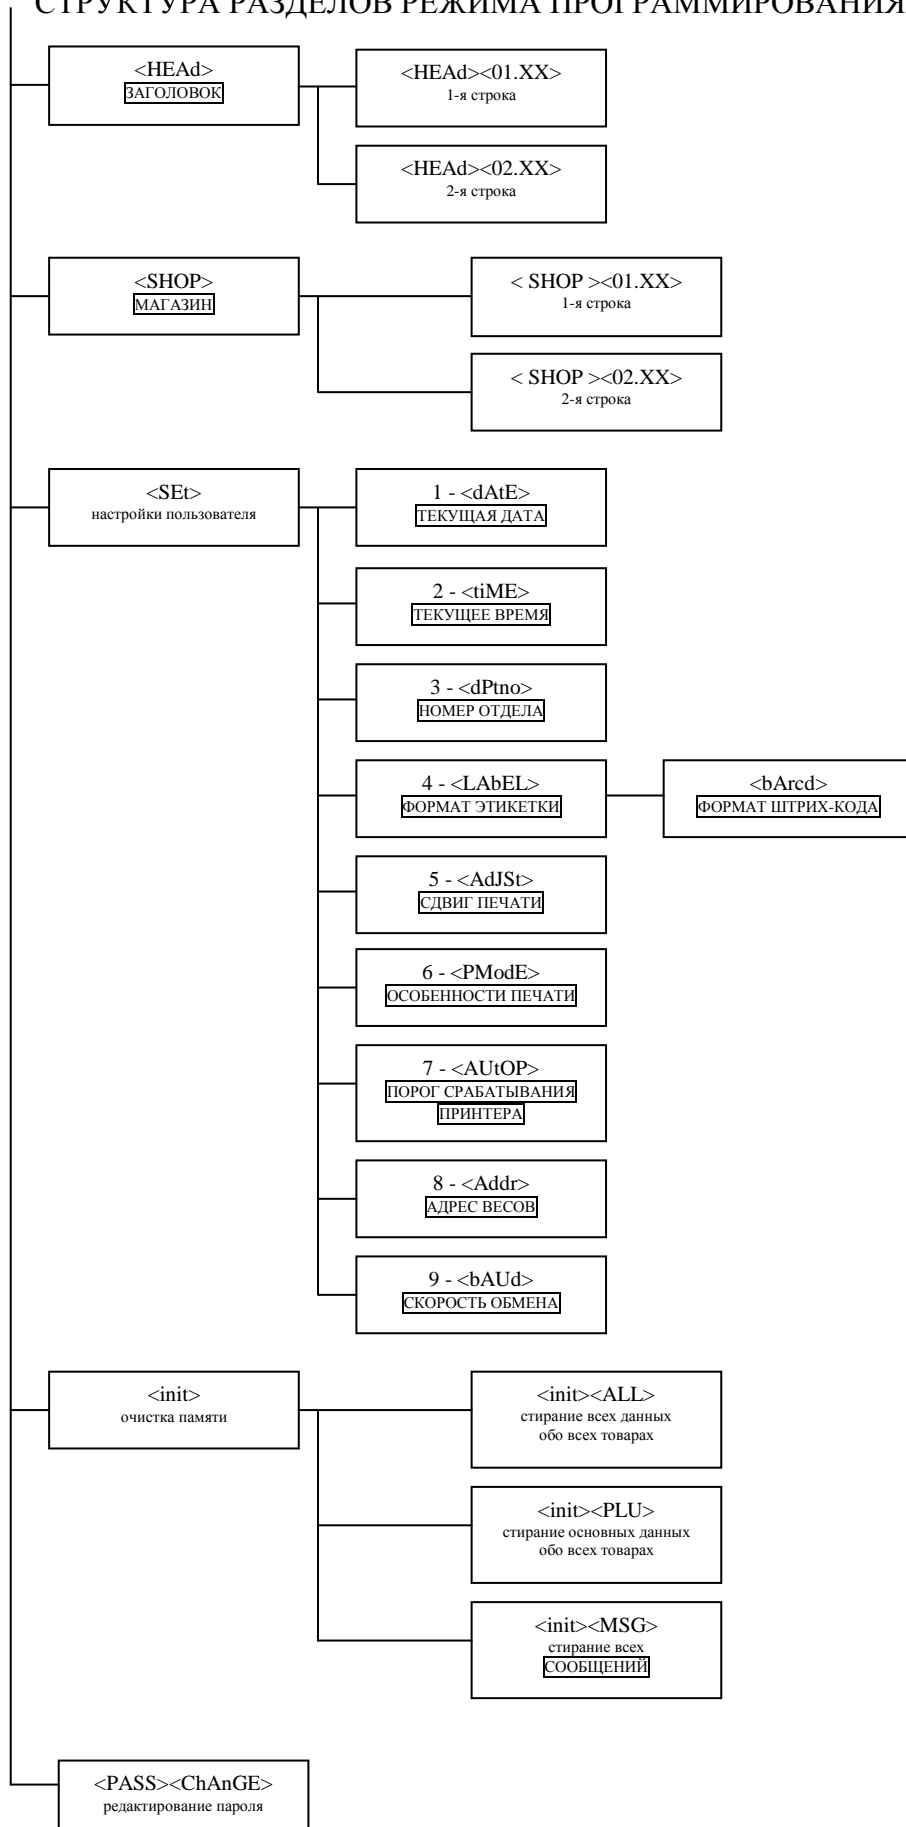 СТРУКТУРА РАЗДЕЛОВ РЕЖИМА ПРОГРАММИРОВАНИЯ
<HEAd>
ЗАГОЛОВОК
<HEAd><01.XX>
1-я строка
<HEAd><02.XX>
2-я строка
<SHOP>
МАГАЗИН
< SHOP ><01.XX>
1-я строка
< SHOP ><02.XX>
2-я строка
<SEt>
настройки пользователя
1 - <dAtE>
ТЕКУЩАЯ ДАТА
2 - <tiME>
ТЕКУЩЕЕ ВРЕМЯ
3 - <dPtno>
НОМЕР ОТДЕЛА
4 - <LAbEL>
ФОРМАТ ЭТИКЕТКИ
<bArcd>
ФОРМАТ ШТРИХ-КОДА
5 - <AdJSt>
СДВИГ ПЕЧАТИ
6 - <PModE>
ОСОБЕННОСТИ ПЕЧАТИ
7 - <AUtOP>
ПОРОГ СРАБАТЫВАНИЯ
ПРИНТЕРА
8 - <Addr>
АДРЕС ВЕСОВ
9 - <bAUd>
СКОРОСТЬ ОБМЕНА
<init>
очистка памяти
<init><ALL>
стирание всех данных
обо всех товарах
<init><PLU>
стирание основных данных
обо всех товарах
<init><MSG>
стирание всех
СООБЩЕНИЙ
<PASS><ChAnGE>
редактирование пароля